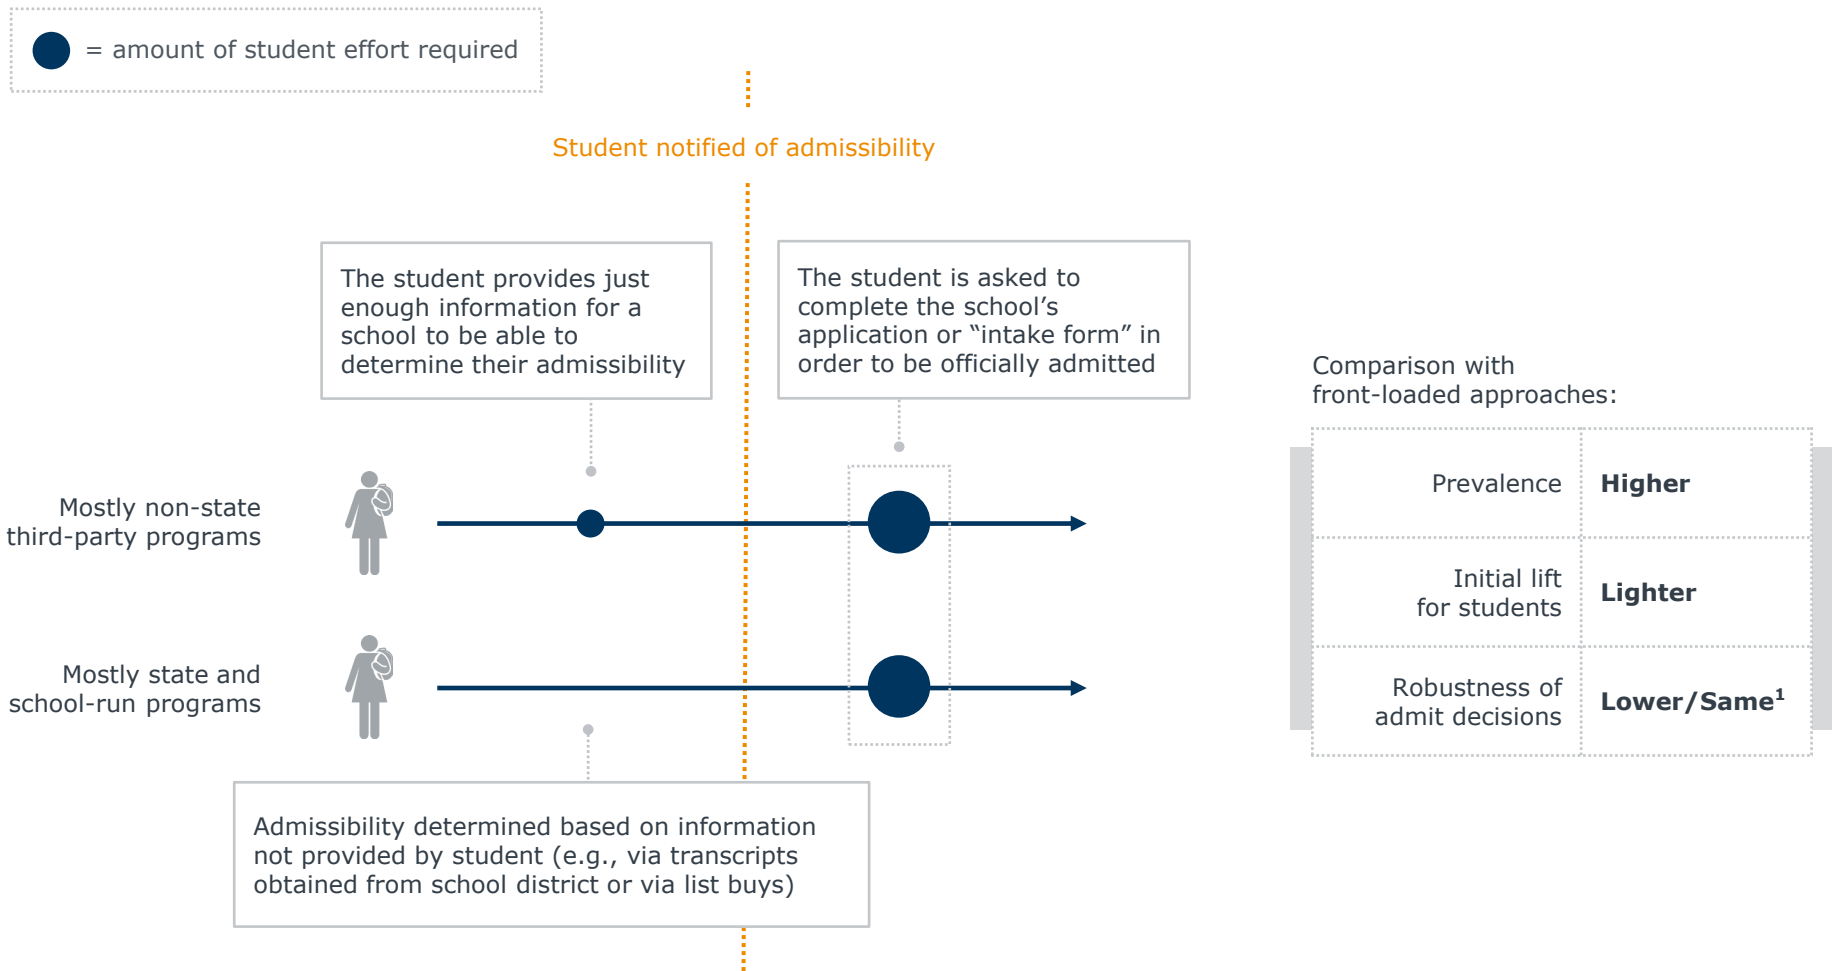 = amount of student effort required
Student notified of admissibility
The student provides just
enough information for a
school to be able to
determine their admissibility
The student is asked to
complete the school’s
application or “intake form” in
order to be officially admitted
Mostly non-state
third-party programs
Mostly state and
school-run programs
Admissibility determined based on information
not provided by student (e.g., via transcripts
obtained from school district or via list buys)
Comparison with
front-loaded approaches:
Prevalence
Higher
Initial lift
for students
Lighter
Robustness of
admit decisions
Lower/Same¹